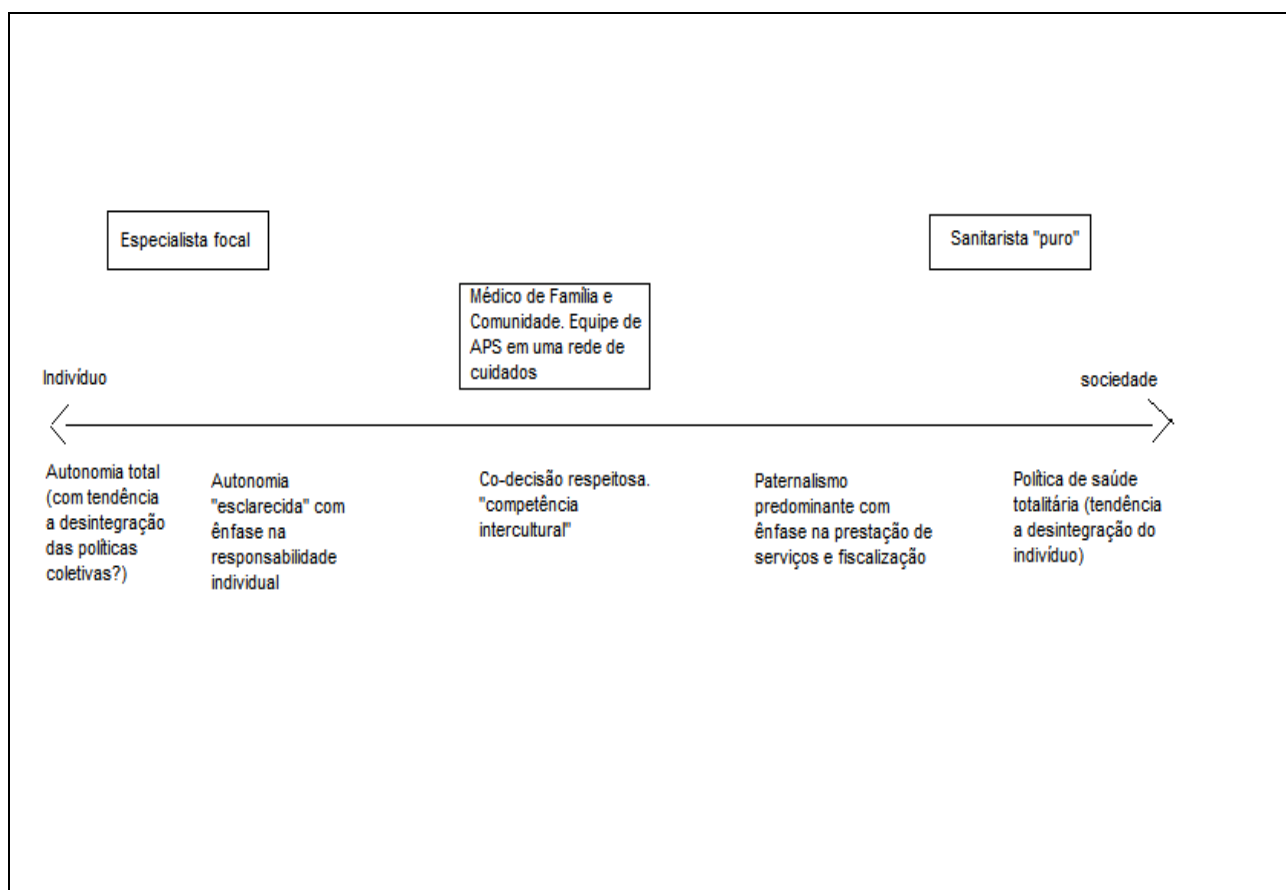 Especialista focal
Sanitarista "puro"
Médico de Família e
Comunidade. Equipe de
APS em uma rede de
cuidados
Indivíduo
sociedade
Autonomia total
(com tendência
a desintegração
das políticas
coletivas?)
Autonomia
"esclarecida" com
ênfase na
responsabilidade
individual
Co-decisão respeitosa.
"competência
intercultural"
Paternalismo
predominante com
ênfase na prestação de
serviços e fiscalização
Política de saúde
totalitária (tendência
a desintegração do
indivíduo)